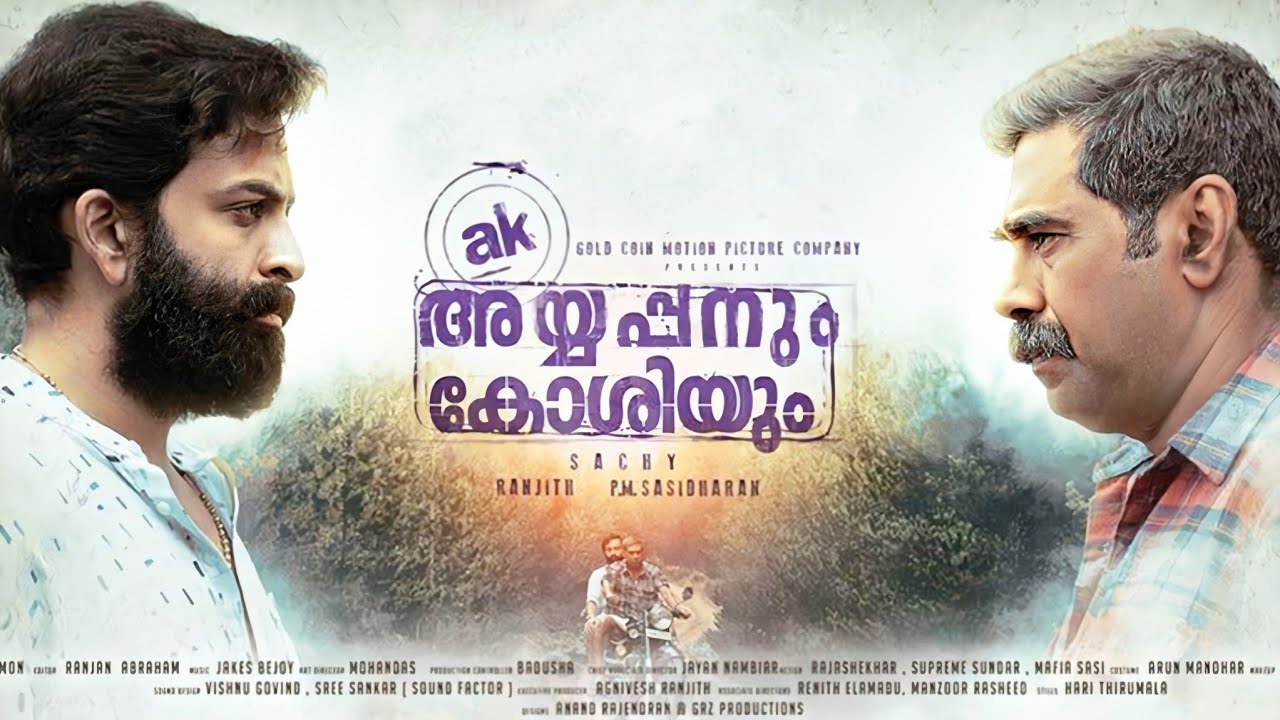 ak
GOLD COIN MOTION PICTURE COMPANY
PRESENTS
അയ്യപ്പനും
കോശിയും
SACHY
RANJITH P.M.SASIDHARAN
MON EDITOR RANJAN ABRAHAM MUSIC JAKES BEJOY ART DIRECTOR MOHANDAS PRODUCTION CONTROLLER BADUSHA CHIEF ASSOCIATE DIRECTOR JAYAN NAMBIAR ACTION RAJASHEKHAR , SUPREME SUNDAR , MAFIA SASI COSTUME ARUN MANOHAR MAKEUP
SOUND DESIGN VISHNU GOVIND , SREE SANKAR ( SOUND FACTOR ) EXECUTIVE PRODUCER AGNIVESH RANJITH ASSOCIATE DIRECTORS RENITH ELAMADU, MANZOOR RASHEED STILLS HARI THIRUMALA
DESIGNS ANAND RAJENDRAN @ GRZ PRODUCTIONS